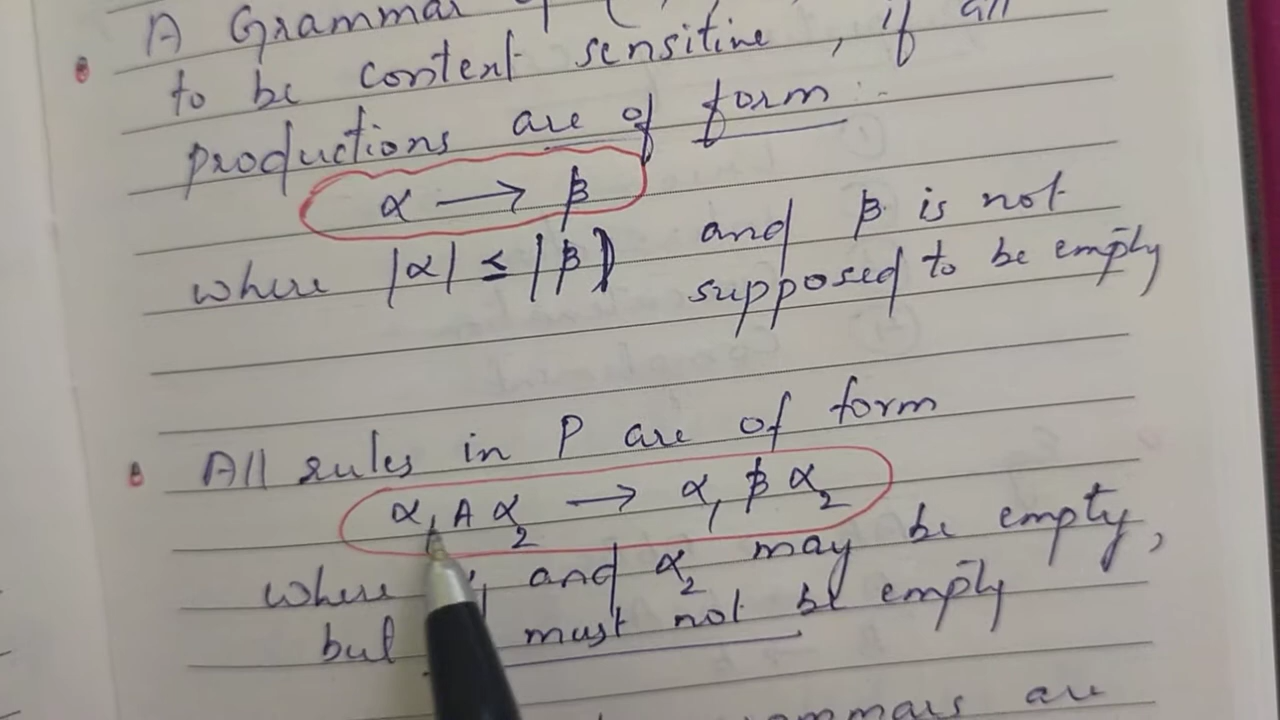 A Grammar
to be context sensitive, if all
productions are of form :-
α → β
where |α| ≤ |β| and β is not
supposed to be empty
All rules in P are of form
α₁ A α₂ → α₁ β α₂
where and α₂ may be empty,
but must not be empty
are